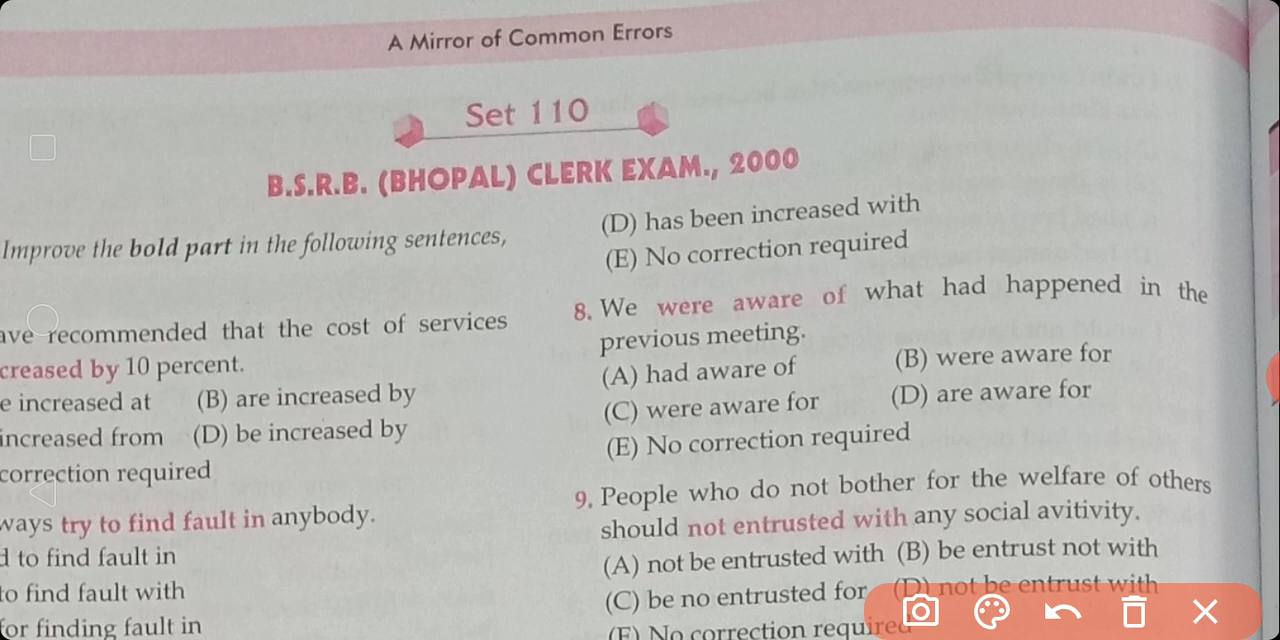 A Mirror of Common Errors
Set 110
B.S.R.B. (BHOPAL) CLERK EXAM., 2000
Improve the bold part in the following sentences,
ave recommended that the cost of services
creased by 10 percent.
e increased at (B) are increased by
increased from (D) be increased by
correction required
ways try to find fault in anybody.
d to find fault in
to find fault with
for finding fault in
(D) has been increased with
(E) No correction required
8. We were aware of what had happened in the
previous meeting.
(A) had aware of (B) were aware for
(C) were aware for (D) are aware for
(E) No correction required
9. People who do not bother for the welfare of others
should not entrusted with any social avitivity.
(A) not be entrusted with (B) be entrust not with
(C) be no entrusted for (D) not be entrust with
(E) No correction required